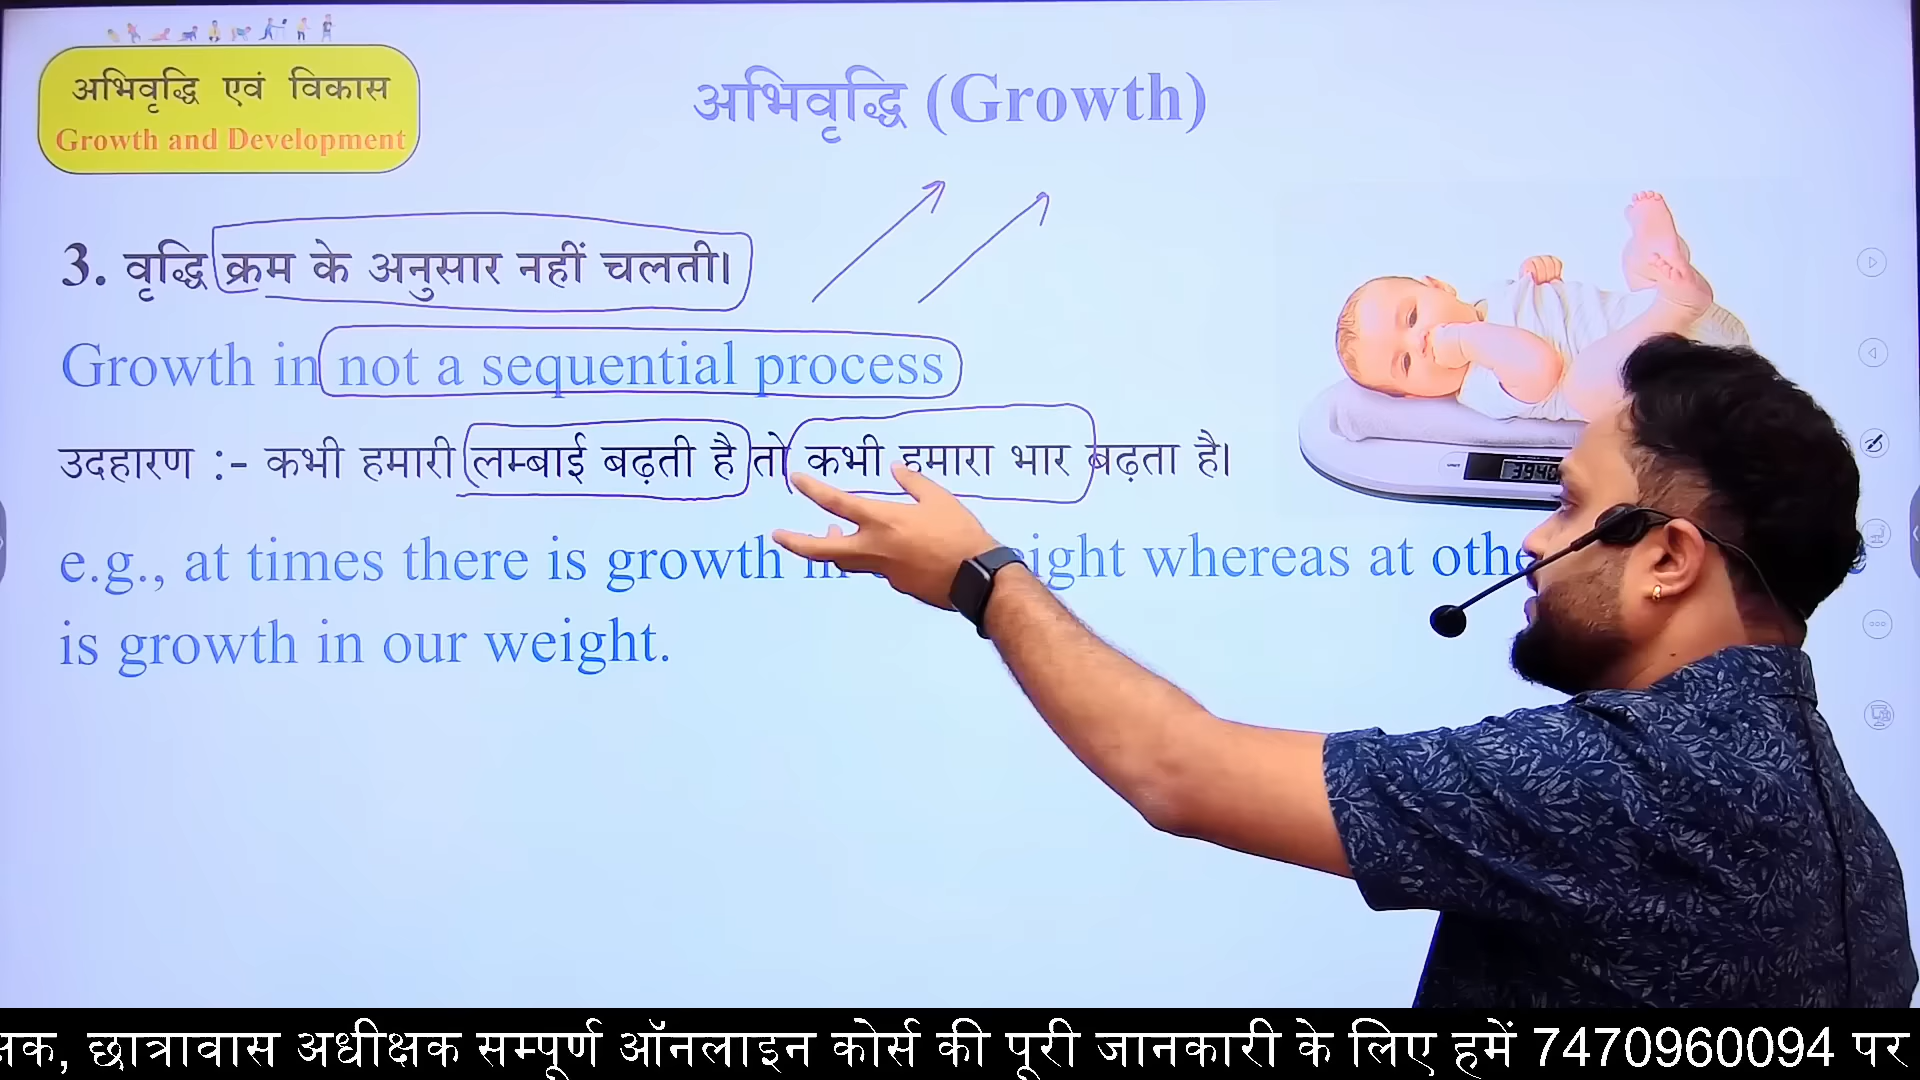 अभिवृद्धि एवं विकास
Growth and Development
अभिवृद्धि (Growth)
3. वृद्धि क्रम के अनुसार नहीं चलती।
Growth in not a sequential process
उदहारण :- कभी हमारी लम्बाई बढ़ती है तो कभी हमारा भार बढ़ता है।
e.g., at times there is growth whereas at
is growth in our weight.
छात्रावास अधीक्षक सम्पूर्ण ऑनलाइन कोर्स की पूरी जानकारी के लिए हमें 7470960094 पर